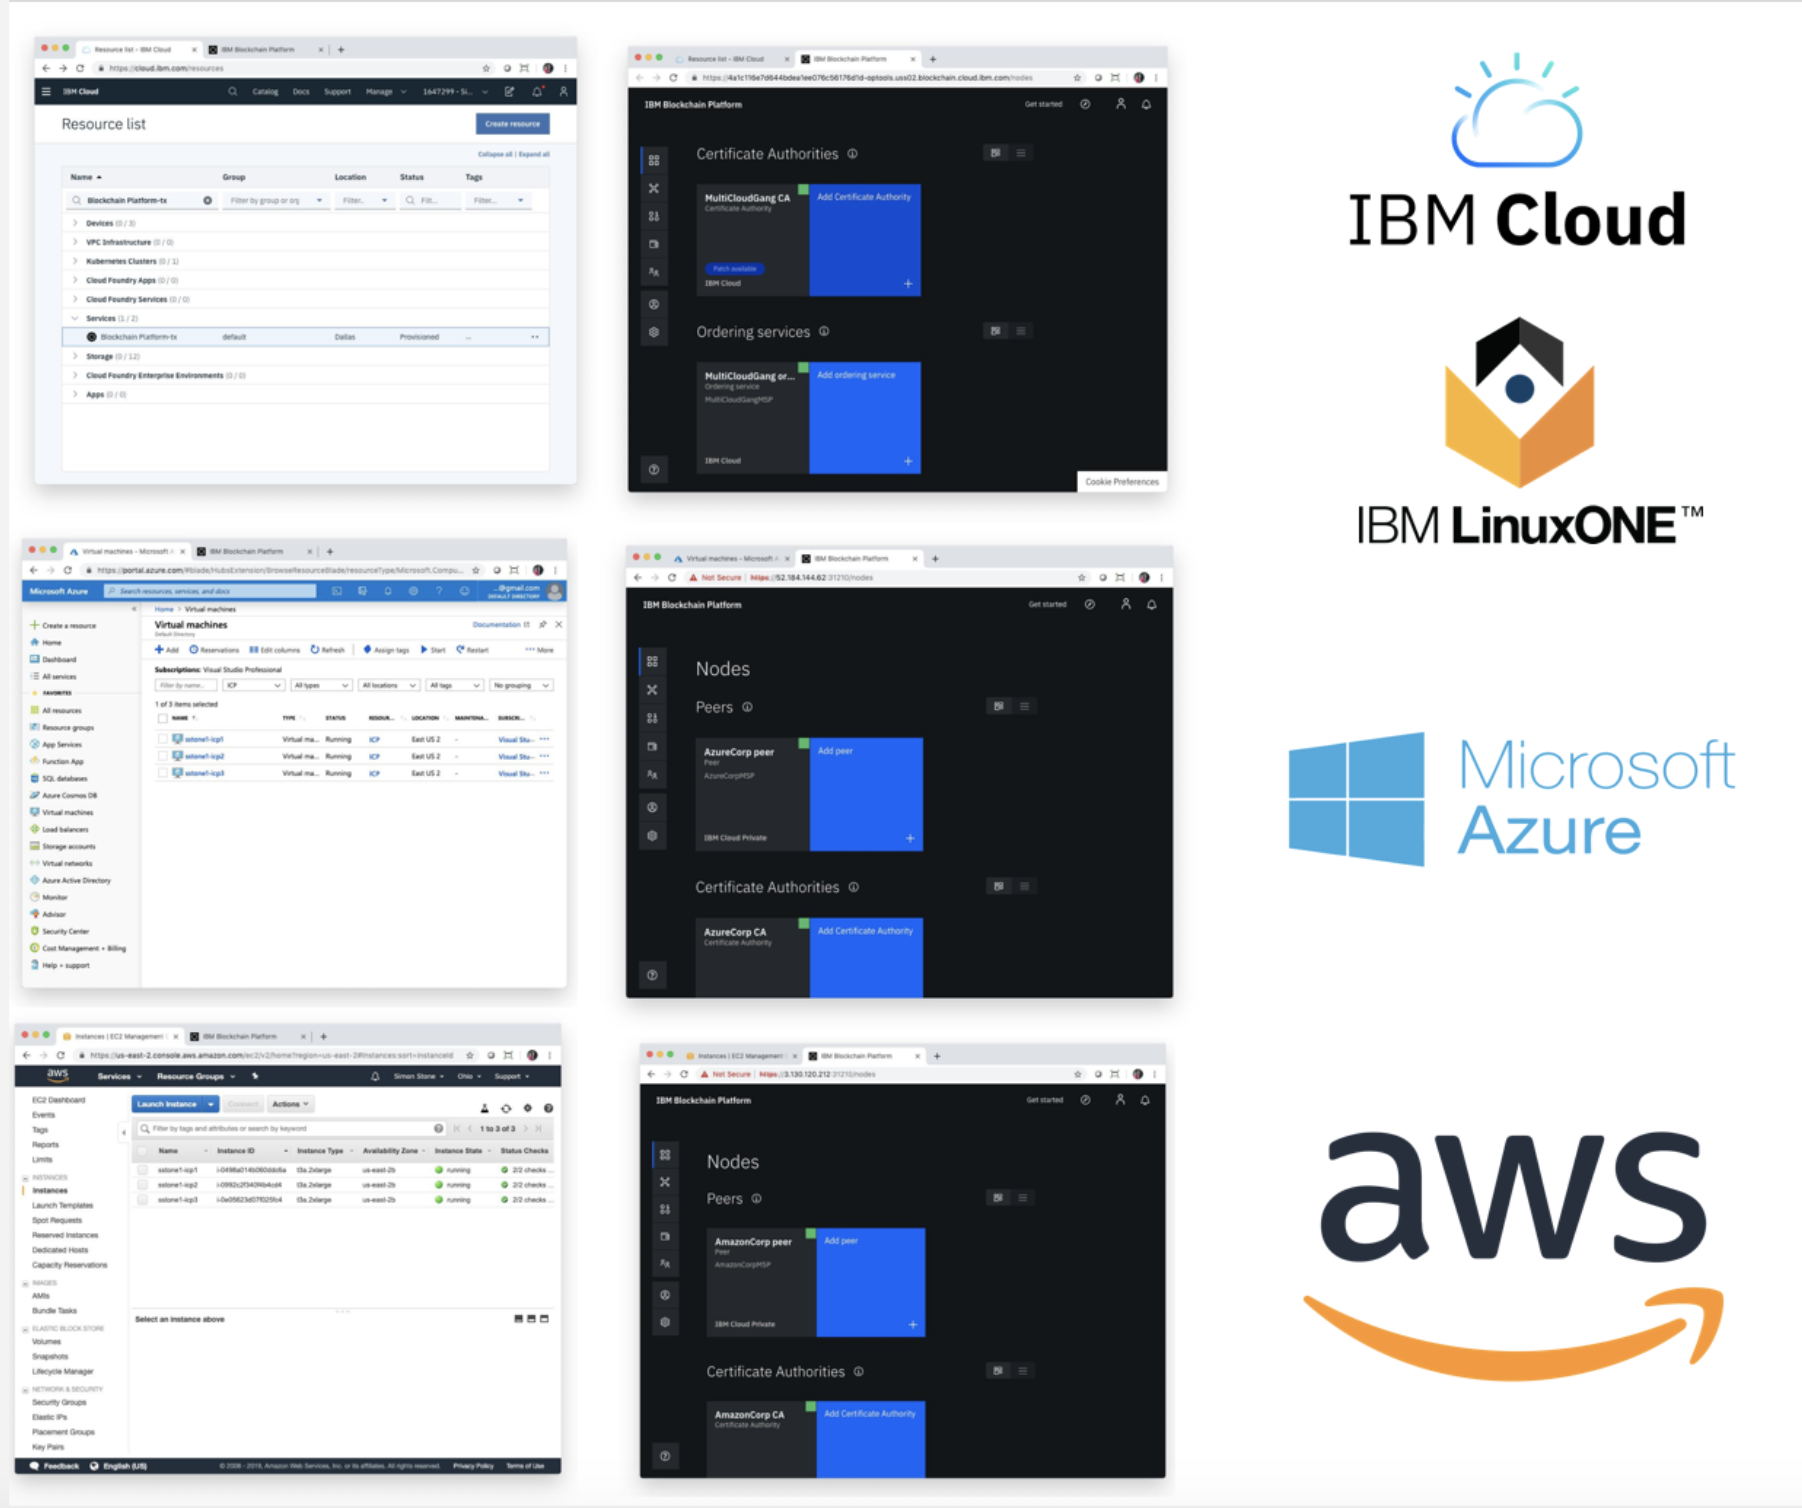 Resource list - IBM Cloud
IBM Blockchain Platform
https://cloud.ibm.com/resources
IBM Cloud
Catalog Docs Support Manage 1647299 - Si...
Resource list
Create resource
Collapse all | Expand all
Name Group Location Status Tags
Blockchain Platform-tx Filter by group or org Filter... Filt... Filter...
Devices (0 / 3)
VPC Infrastructure (0 / 0)
Kubernetes Clusters (0 / 1)
Cloud Foundry Apps (0 / 0)
Cloud Foundry Services (0 / 0)
Services (1 / 2)
Blockchain Platform-tx default Dallas Provisioned ...
Storage (0 / 12)
Cloud Foundry Enterprise Environments (0 / 0)
Apps (0 / 0)
Resource list - IBM Cloud
IBM Blockchain Platform
IBM Blockchain Platform
Get started
Certificate Authorities
MultiCloudGang CA
Certificate Authority
Patch available
IBM Cloud
Add Certificate Authority
Ordering services
MultiCloudGang or...
Ordering service
MultiCloudGangMSP
IBM Cloud
Add ordering service
Cookie Preferences
IBM Cloud
IBM LinuxONE™
Virtual machines - Microsoft A
IBM Blockchain Platform
https://portal.azure.com/#blade/HubsExtension/BrowseResourceBlade/resourceType/Microsoft.Compu...
Microsoft Azure
Search resources, services, and docs
...@gmail.com
DEFAULT DIRECTORY
Create a resource
Home
Dashboard
All services
FAVORITES
All resources
Resource groups
App Services
Function App
SQL databases
Azure Cosmos DB
Virtual machines
Load balancers
Storage accounts
Virtual networks
Azure Active Directory
Monitor
Advisor
Security Center
Cost Management + Billing
Help + support
Home > Virtual machines
Virtual machines
Default Directory
Documentation
Add Reservations Edit columns Refresh Assign tags Start Restart ... More
Subscriptions: Visual Studio Professional
Filter by name... ICP All types All locations All tags No grouping
1 of 3 items selected
NAME TYPE STATUS RESOUR... LOCATION MAINTENA... SUBSCRI...
sstone1-icp1 Virtual ma... Running ICP East US 2 - Visual Stu...
sstone1-icp2 Virtual ma... Running ICP East US 2 - Visual Stu...
sstone1-icp3 Virtual ma... Running ICP East US 2 - Visual Stu...
Virtual machines - Microsoft A
IBM Blockchain Platform
Not Secure | https://52.184.144.62:31210/nodes
IBM Blockchain Platform
Get started
Nodes
Peers
AzureCorp peer
Peer
AzureCorpMSP
IBM Cloud Private
Add peer
Certificate Authorities
AzureCorp CA
Certificate Authority
Add Certificate Authority
Microsoft
Azure
Instances | EC2 Management
IBM Blockchain Platform
https://us-east-2.console.aws.amazon.com/ec2/v2/home?region=us-east-2#Instances:sort=instanceId
aws Services Resource Groups Simon Stone Ohio Support
EC2 Dashboard
Events
Tags
Reports
Limits
INSTANCES
Instances
Launch Templates
Spot Requests
Reserved Instances
Dedicated Hosts
Capacity Reservations
IMAGES
AMIs
Bundle Tasks
ELASTIC BLOCK STORE
Volumes
Snapshots
Lifecycle Manager
NETWORK & SECURITY
Security Groups
Elastic IPs
Placement Groups
Key Pairs
Launch Instance Connect Actions
Filter by tags and attributes or search by keyword 1 to 3 of 3
Name Instance ID Instance Type Availability Zone Instance State Status Checks
sstone1-icp1 t3a.2xlarge us-east-2b running 2/2 checks ...
sstone1-icp2 t3a.2xlarge us-east-2b running 2/2 checks ...
sstone1-icp3 t3a.2xlarge us-east-2b running 2/2 checks ...
Select an instance above
Feedback English (US) © 2008 - 2019, Amazon Web Services, Inc. or its affiliates. All rights reserved. Privacy Policy Terms of Use
Instances | EC2 Management
IBM Blockchain Platform
Not Secure | https://3.130.120.212:31210/nodes
IBM Blockchain Platform
Get started
Nodes
Peers
AmazonCorp peer
Peer
AmazonCorpMSP
IBM Cloud Private
Add peer
Certificate Authorities
AmazonCorp CA
Certificate Authority
Add Certificate Authority
aws